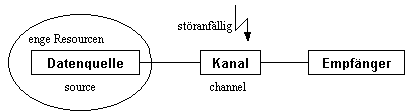 störanfällig
enge Resourcen
Datenquelle
Kanal
Empfänger
source
channel